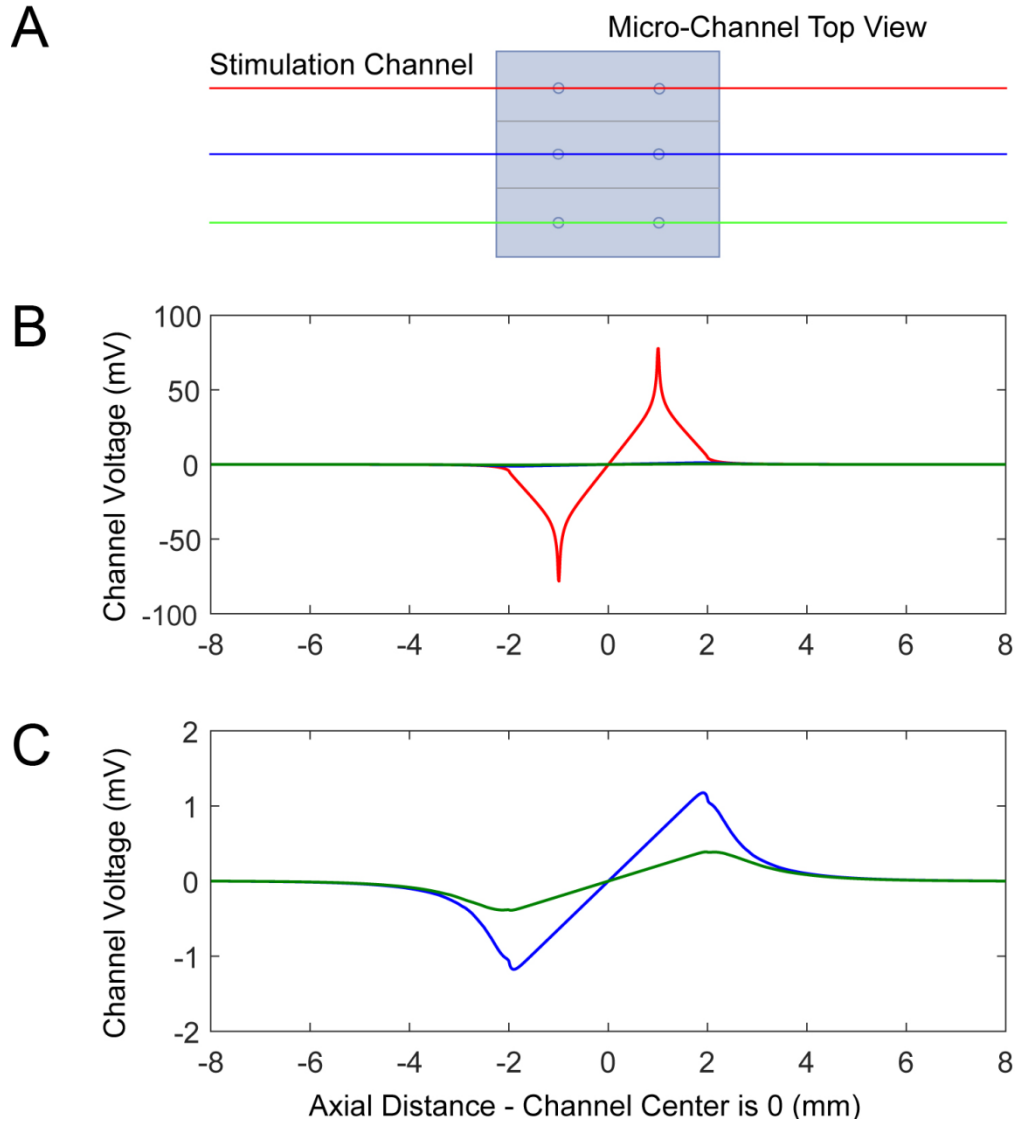 A
Micro-Channel Top View
Stimulation Channel
B
Channel Voltage (mV)
100
50
0
-50
-100
-8 -6 -4 -2 0 2 4 6 8
C
Channel Voltage (mV)
2
1
0
-1
-2
-8 -6 -4 -2 0 2 4 6 8
Axial Distance - Channel Center is 0 (mm)